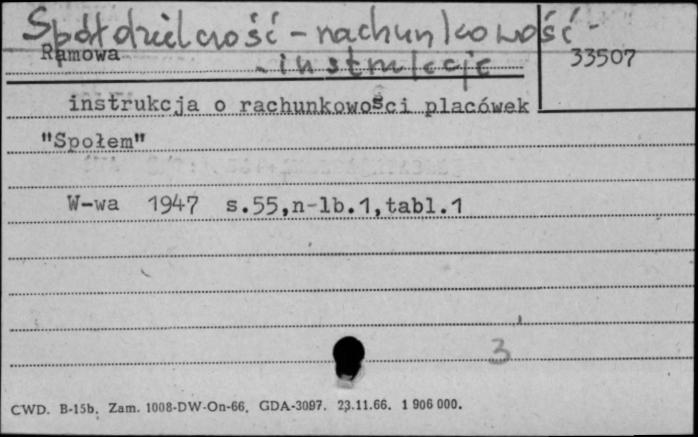 Spółdzielczość - rachunkowość -
- instrukcje
Ramowa
33507
instrukcja o rachunkowości placówek
"Społem"
W-wa 1947 s.55,n-lb.1,tabl.1
3
CWD. B-15b. Zam. 1008-DW-On-66. GDA-3097. 23.11.66. 1 906 000.